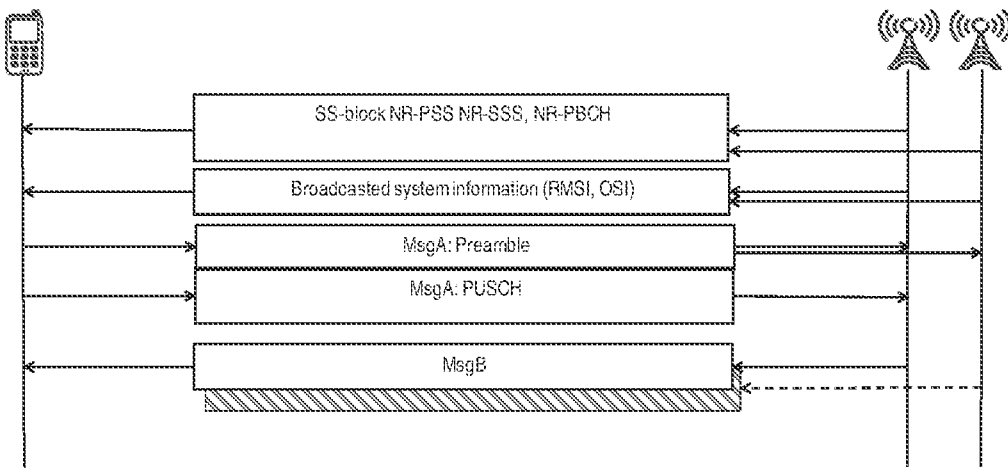 SS-block NR-PSS NR-SSS, NR-PBCH
Broadcasted system information (RMSI, OSI)
MsgA: Preamble
MsgA: PUSCH
MsgB